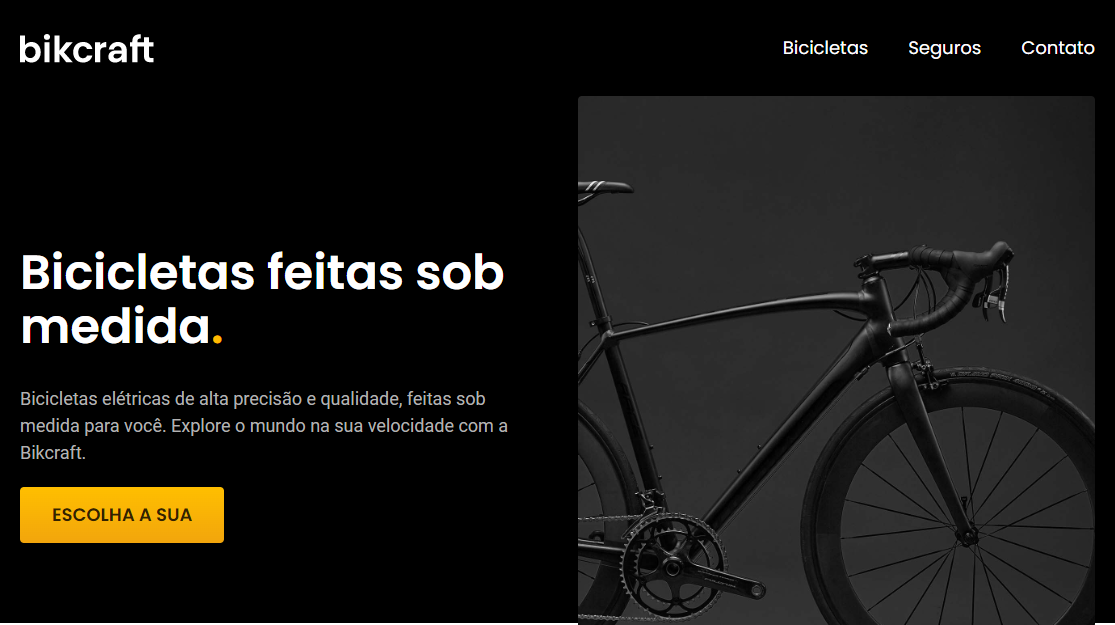 bikcraft
Bicicletas Seguros Contato
Bicicletas feitas sob
medida.
Bicicletas elétricas de alta precisão e qualidade, feitas sob
medida para você. Explore o mundo na sua velocidade com a
Bikcraft.
ESCOLHA A SUA